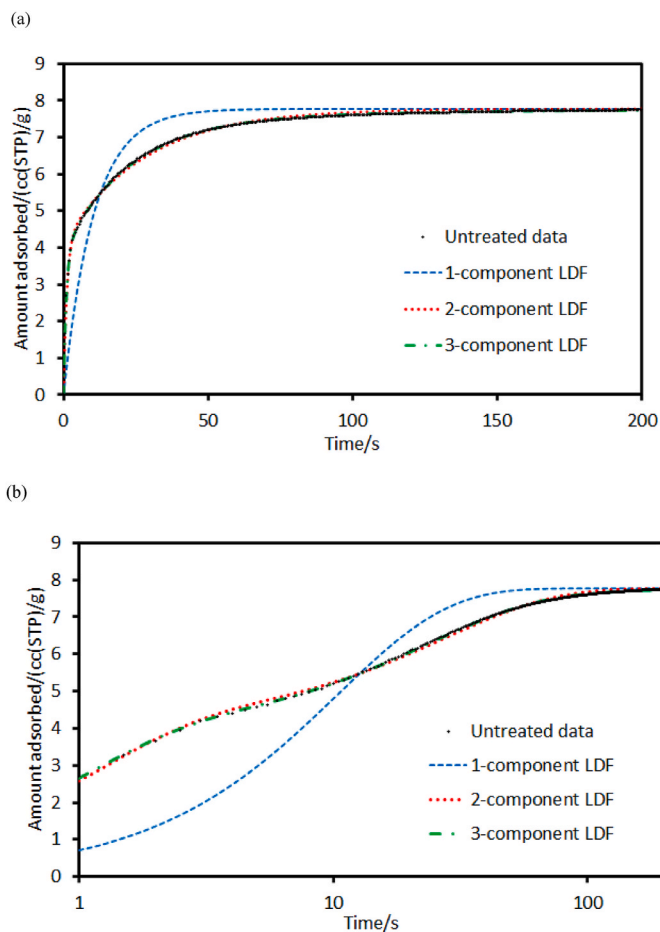 (a)
9
8
7
6
5
4
3
2
1
0
Amount adsorbed/(cc(STP)/g)
Untreated data
1-component LDF
2-component LDF
3-component LDF
0 50 100 150 200
Time/s
(b)
9
8
7
6
5
4
3
2
1
0
Amount adsorbed/(cc(STP)/g)
Untreated data
1-component LDF
2-component LDF
3-component LDF
1 10 100
Time/s